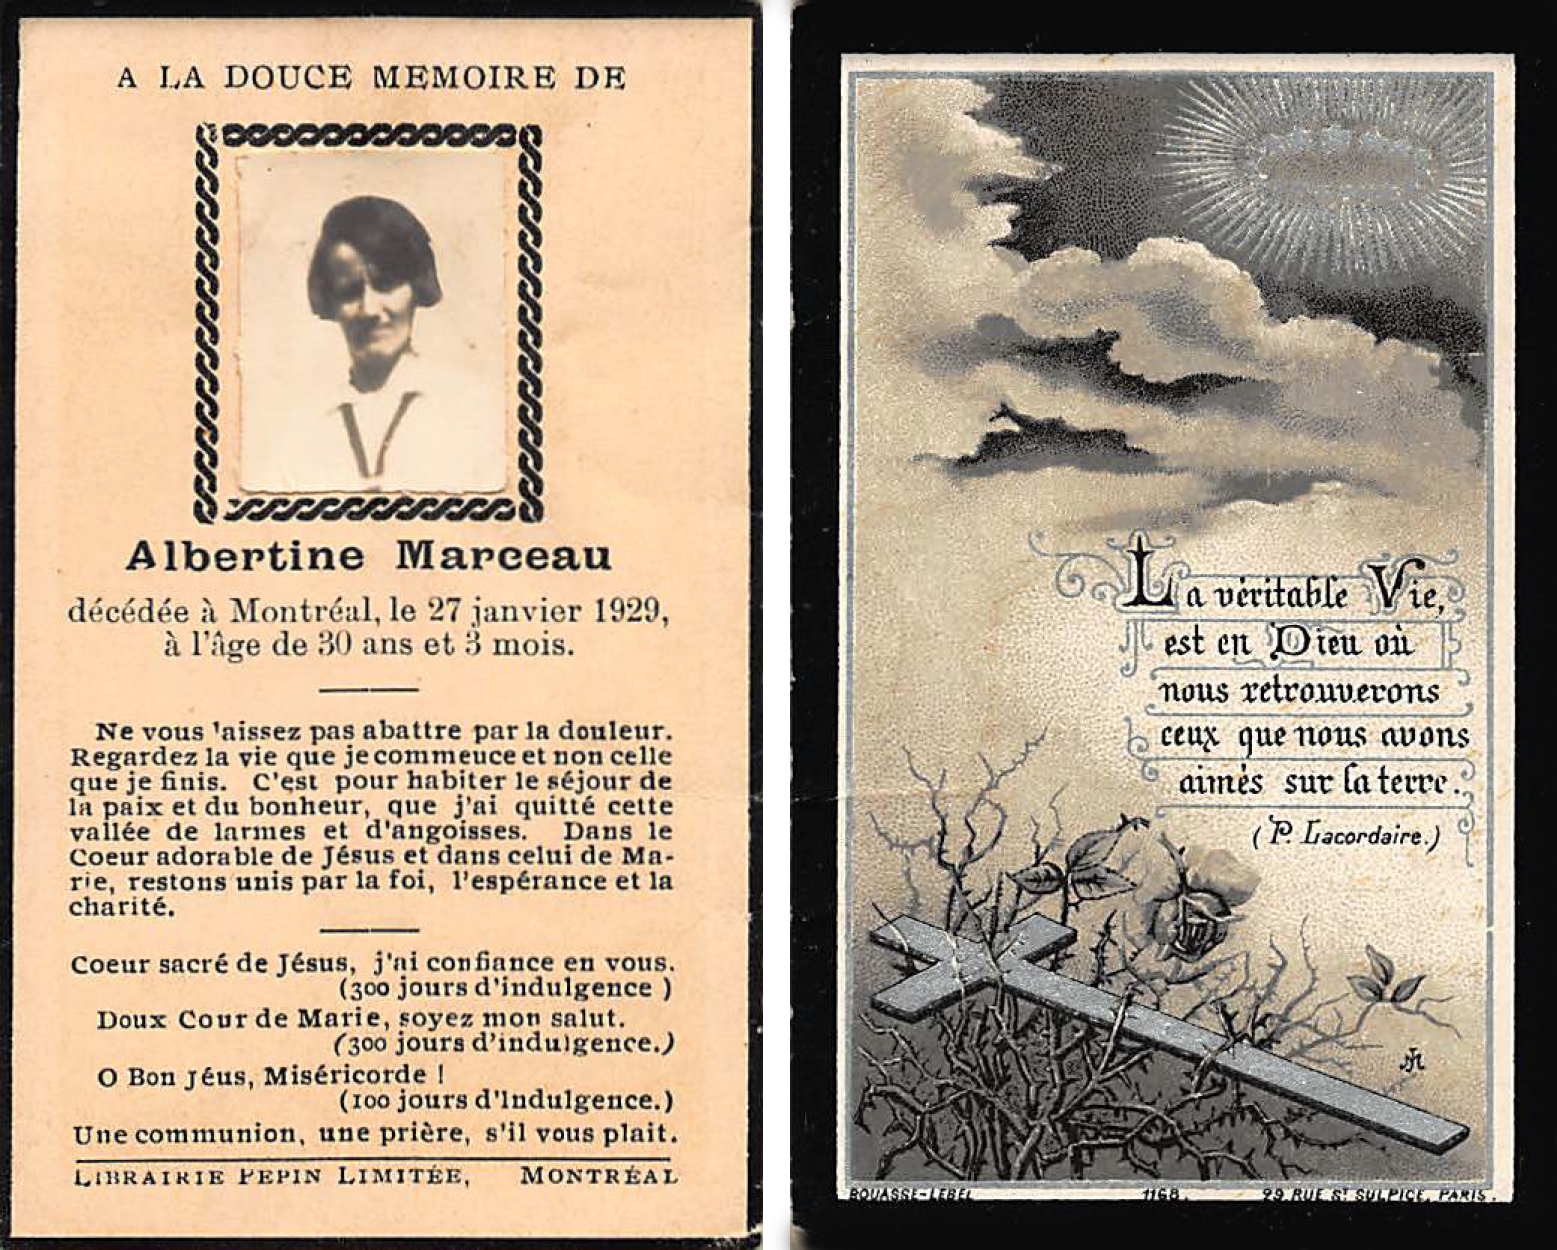 A LA DOUCE MEMOIRE DE
Albertine Marceau
décédée à Montréal, le 27 janvier 1929,
à l'âge de 30 ans et 3 mois.
Ne vous 'aissez pas abattre par la douleur.
Regardez la vie que je commeuce et non celle
que je finis. C'est pour habiter le séjour de
la paix et du bonheur, que j'ai quitté cette
vallée de larmes et d'angoisses. Dans le
Coeur adorable de Jésus et dans celui de Ma-
rie, restons unis par la foi, l'espérance et la
charité.
Coeur sacré de Jésus, j'ai confiance en vous.
(300 jours d'indulgence )
Doux Cour de Marie, soyez mon salut.
(300 jours d'indulgence.)
O Bon Jéus, Miséricorde !
(100 jours d'Indulgence.)
Une communion, une prière, s'il vous plait.
LIBRAIRIE PEPIN LIMITÉE, MONTRÉAL
La véritable Vie,
est en Dieu où
nous retrouverons
ceux que nous avons
aimés sur la terre.
(P. Lacordaire.)
BOUASSE-LEBEL 1168. 29 RUE St SULPICE, PARIS.